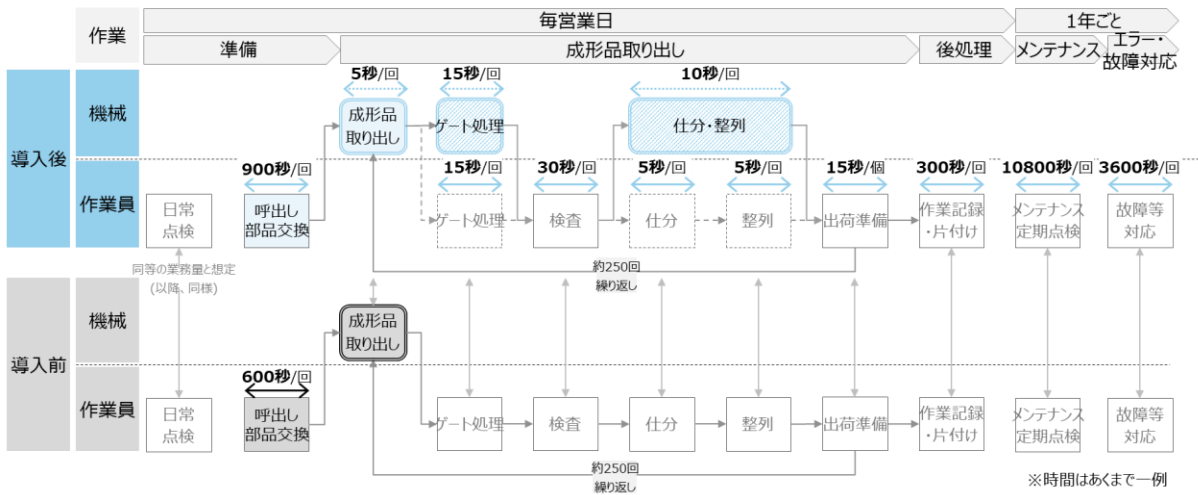 作業
毎営業日
1年ごと
準備
成形品取り出し
後処理
メンテナンス
エラー・
故障対応
導入後
機械
5秒/回
15秒/回
10秒/回
成形品
取り出し
ゲート処理
仕分・整列
作業員
900秒/回
15秒/回
30秒/回
5秒/回
5秒/回
15秒/個
300秒/回
10800秒/回
3600秒/回
日常
点検
呼出し
部品交換
ゲート処理
検査
仕分
整列
出荷準備
作業記録
・片付け
メンテナンス
定期点検
故障等
対応
同等の業務量と想定
(以降、同様)
約250回
繰り返し
導入前
機械
成形品
取り出し
作業員
600秒/回
日常
点検
呼出し
部品交換
ゲート処理
検査
仕分
整列
出荷準備
作業記録
・片付け
メンテナンス
定期点検
故障等
対応
約250回
繰り返し
※時間はあくまで一例